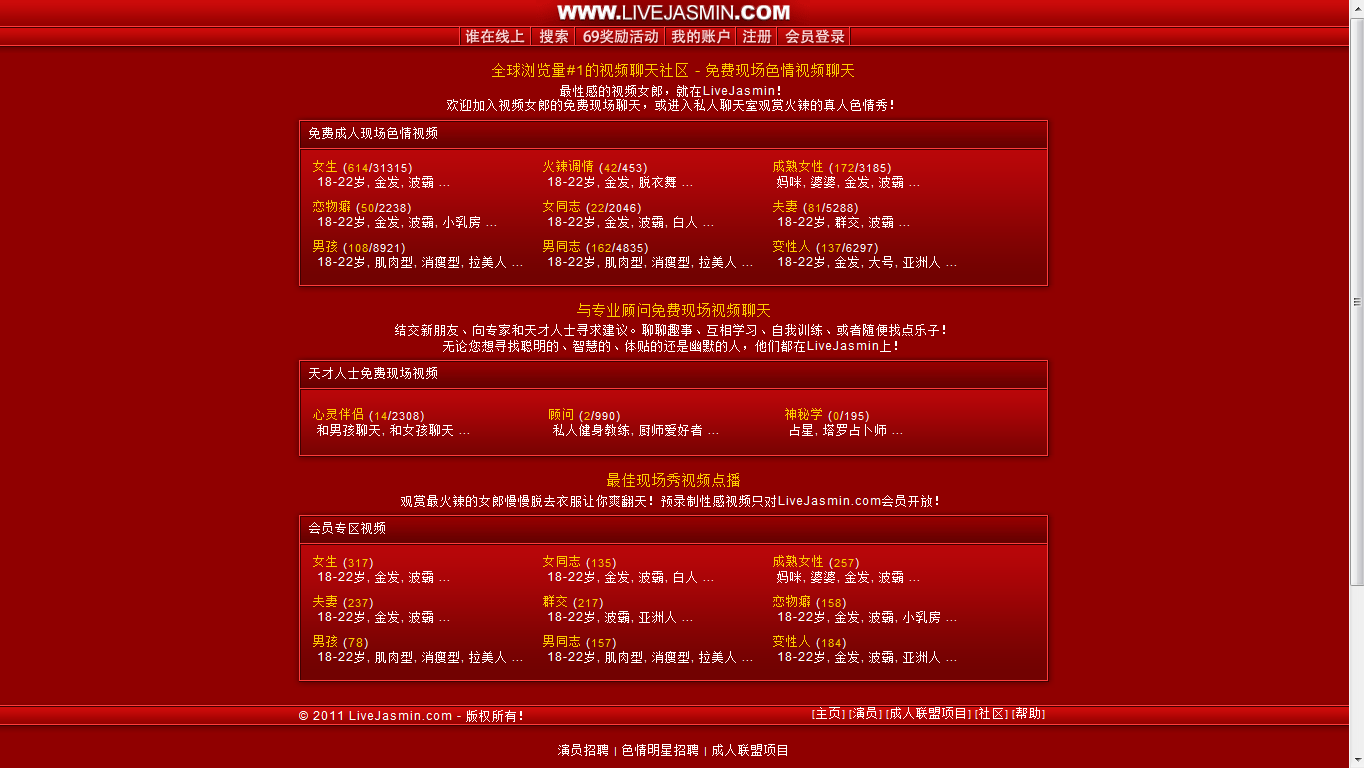 WWW.LIVEJASMIN.COM
谁在线上 搜索 69奖励活动 我的账户 注册 会员登录
全球浏览量#1的视频聊天社区 - 免费现场色情视频聊天
最性感的视频女郎，就在LiveJasmin！
欢迎加入视频女郎的免费现场聊天，或进入私人聊天室观赏火辣的真人色情秀！
免费成人现场色情视频
女生 (614/31315) 火辣调情 (42/453) 成熟女性 (172/3185)
18-22岁, 金发, 波霸 ... 18-22岁, 金发, 脱衣舞 ... 妈咪, 婆婆, 金发, 波霸 ...
恋物癖 (50/2238) 女同志 (22/2046) 夫妻 (81/5288)
18-22岁, 金发, 波霸, 小乳房 ... 18-22岁, 金发, 波霸, 白人 ... 18-22岁, 群交, 波霸 ...
男孩 (108/8921) 男同志 (162/4835) 变性人 (137/6297)
18-22岁, 肌肉型, 消瘦型, 拉美人 ... 18-22岁, 肌肉型, 消瘦型, 拉美人 ... 18-22岁, 金发, 大号, 亚洲人 ...
与专业顾问免费现场视频聊天
结交新朋友、向专家和天才人士寻求建议。聊聊趣事、互相学习、自我训练、或者随便找点乐子！
无论您想寻找聪明的、智慧的、体贴的还是幽默的人，他们都在LiveJasmin上！
天才人士免费现场视频
心灵伴侣 (14/2308) 顾问 (2/990) 神秘学 (0/195)
和男孩聊天, 和女孩聊天 ... 私人健身教练, 厨师爱好者 ... 占星, 塔罗占卜师 ...
最佳现场秀视频点播
观赏最火辣的女郎慢慢脱去衣服让你爽翻天！预录制性感视频只对LiveJasmin.com会员开放！
会员专区视频
女生 (317) 女同志 (135) 成熟女性 (257)
18-22岁, 金发, 波霸 ... 18-22岁, 金发, 波霸, 白人 ... 妈咪, 婆婆, 金发, 波霸 ...
夫妻 (237) 群交 (217) 恋物癖 (158)
18-22岁, 金发, 波霸 ... 18-22岁, 波霸, 亚洲人 ... 18-22岁, 金发, 波霸, 小乳房 ...
男孩 (78) 男同志 (157) 变性人 (184)
18-22岁, 肌肉型, 消瘦型, 拉美人 ... 18-22岁, 肌肉型, 消瘦型, 拉美人 ... 18-22岁, 金发, 波霸, 亚洲人 ...
© 2011 LiveJasmin.com - 版权所有! [主页] [演员] [成人联盟项目] [社区] [帮助]
演员招聘 | 色情明星招聘 | 成人联盟项目